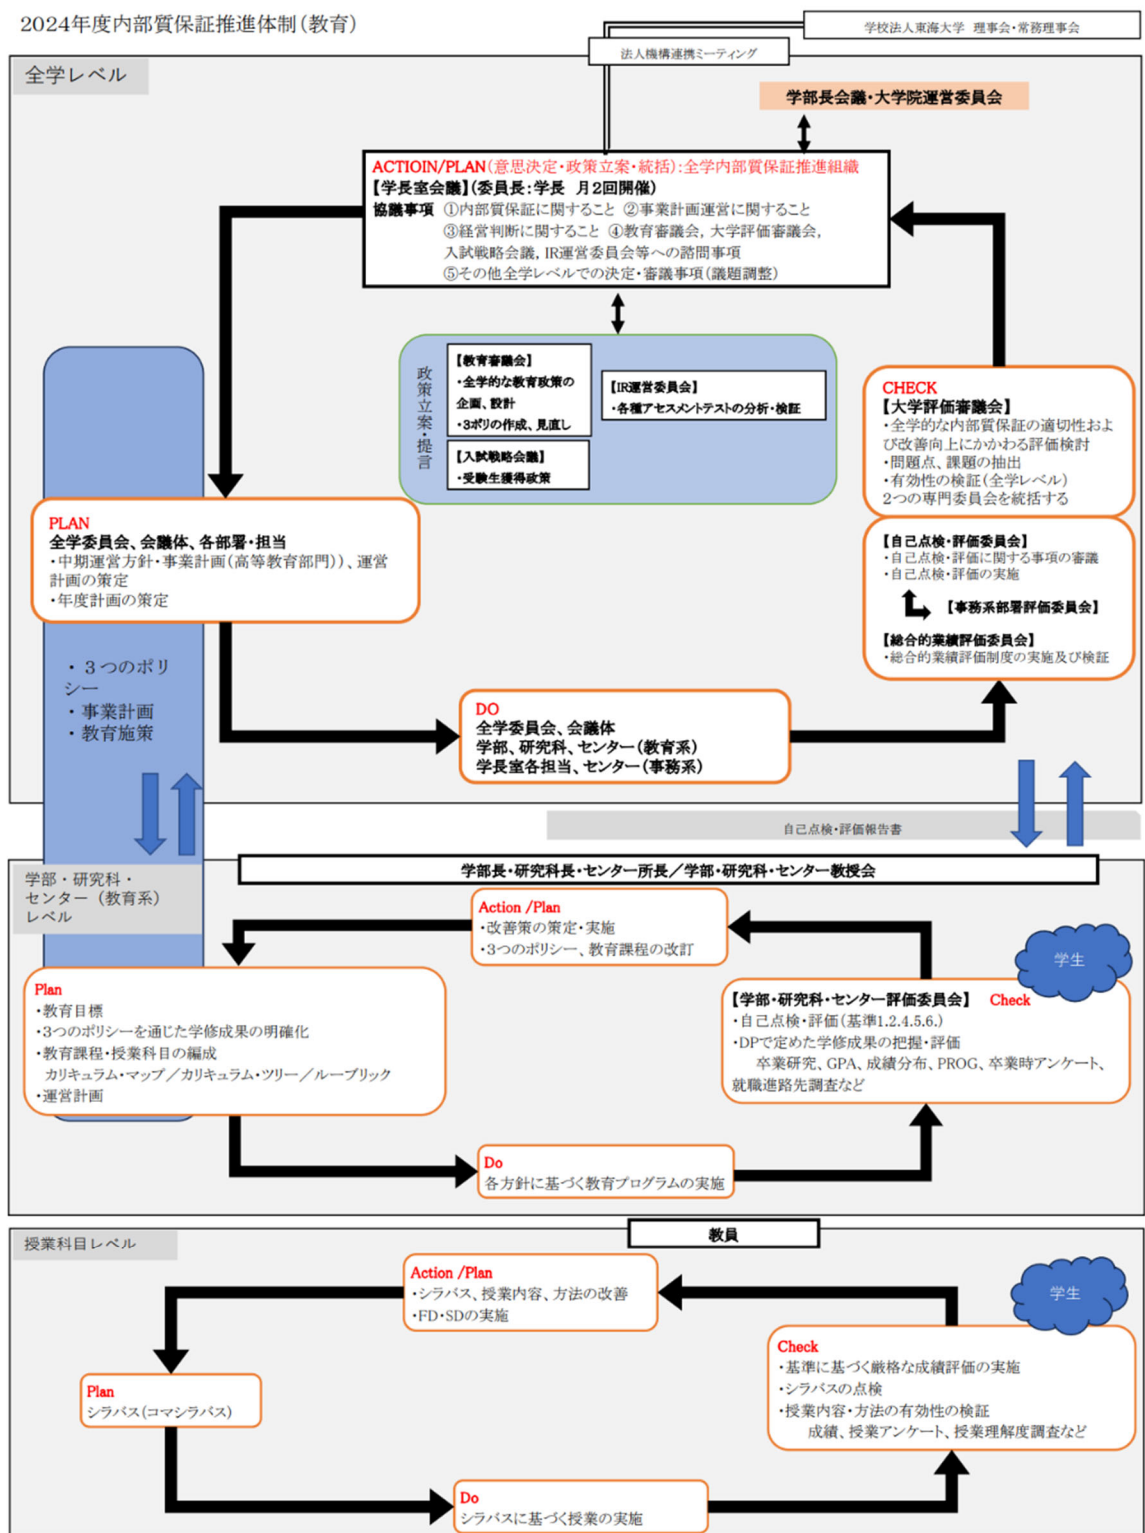 2024年度内部質保証推進体制(教育)
学校法人東海大学 理事会・常務理事会
法人機構連携ミーティング
全学レベル
学部長会議・大学院運営委員会
ACTIOIN/PLAN(意思決定・政策立案・統括):全学内部質保証推進組織
【学長室会議】(委員長:学長 月2回開催)
協議事項 ①内部質保証に関すること ②事業計画運営に関すること
③経営判断に関すること ④教育審議会, 大学評価審議会,
入試戦略会議, IR運営委員会等への諮問事項
⑤その他全学レベルでの決定・審議事項(議題調整)
政策立案・提言
【教育審議会】
・全学的な教育政策の
企画、設計
・3ポリの作成、見直し
【入試戦略会議】
・受験生獲得政策
【IR運営委員会】
・各種アセスメントテストの分析・検証
CHECK
【大学評価審議会】
・全学的な内部質保証の適切性およ
び改善向上にかかわる評価検討
・問題点、課題の抽出
・有効性の検証(全学レベル)
2つの専門委員会を統括する
【自己点検・評価委員会】
・自己点検・評価に関する事項の審議
・自己点検・評価の実施
【事務系部署評価委員会】
【総合的業績評価委員会】
・総合的業績評価制度の実施及び検証
PLAN
全学委員会、会議体、各部署・担当
・中期運営方針・事業計画(高等教育部門))、運営
計画の策定
・年度計画の策定
・3つのポリ
シー
・事業計画
・教育施策
DO
全学委員会、会議体
学部、研究科、センター(教育系)
学長室各担当、センター(事務系)
自己点検・評価報告書
学部・研究科・
センター(教育系)
レベル
学部長・研究科長・センター所長/学部・研究科・センター教授会
Action /Plan
・改善策の策定・実施
・3つのポリシー、教育課程の改訂
学生
Plan
・教育目標
・3つのポリシーを通じた学修成果の明確化
・教育課程・授業科目の編成
カリキュラム・マップ/カリキュラム・ツリー/ルーブリック
・運営計画
【学部・研究科・センター評価委員会】 Check
・自己点検・評価(基準1.2.4.5.6.)
・DPで定めた学修成果の把握・評価
卒業研究、GPA、成績分布、PROG、卒業時アンケート、
就職進路先調査など
Do
各方針に基づく教育プログラムの実施
授業科目レベル
教員
Action /Plan
・シラバス、授業内容、方法の改善
・FD・SDの実施
学生
Plan
シラバス(コマシラバス)
Check
・基準に基づく厳格な成績評価の実施
・シラバスの点検
・授業内容・方法の有効性の検証
成績、授業アンケート、授業理解度調査など
Do
シラバスに基づく授業の実施